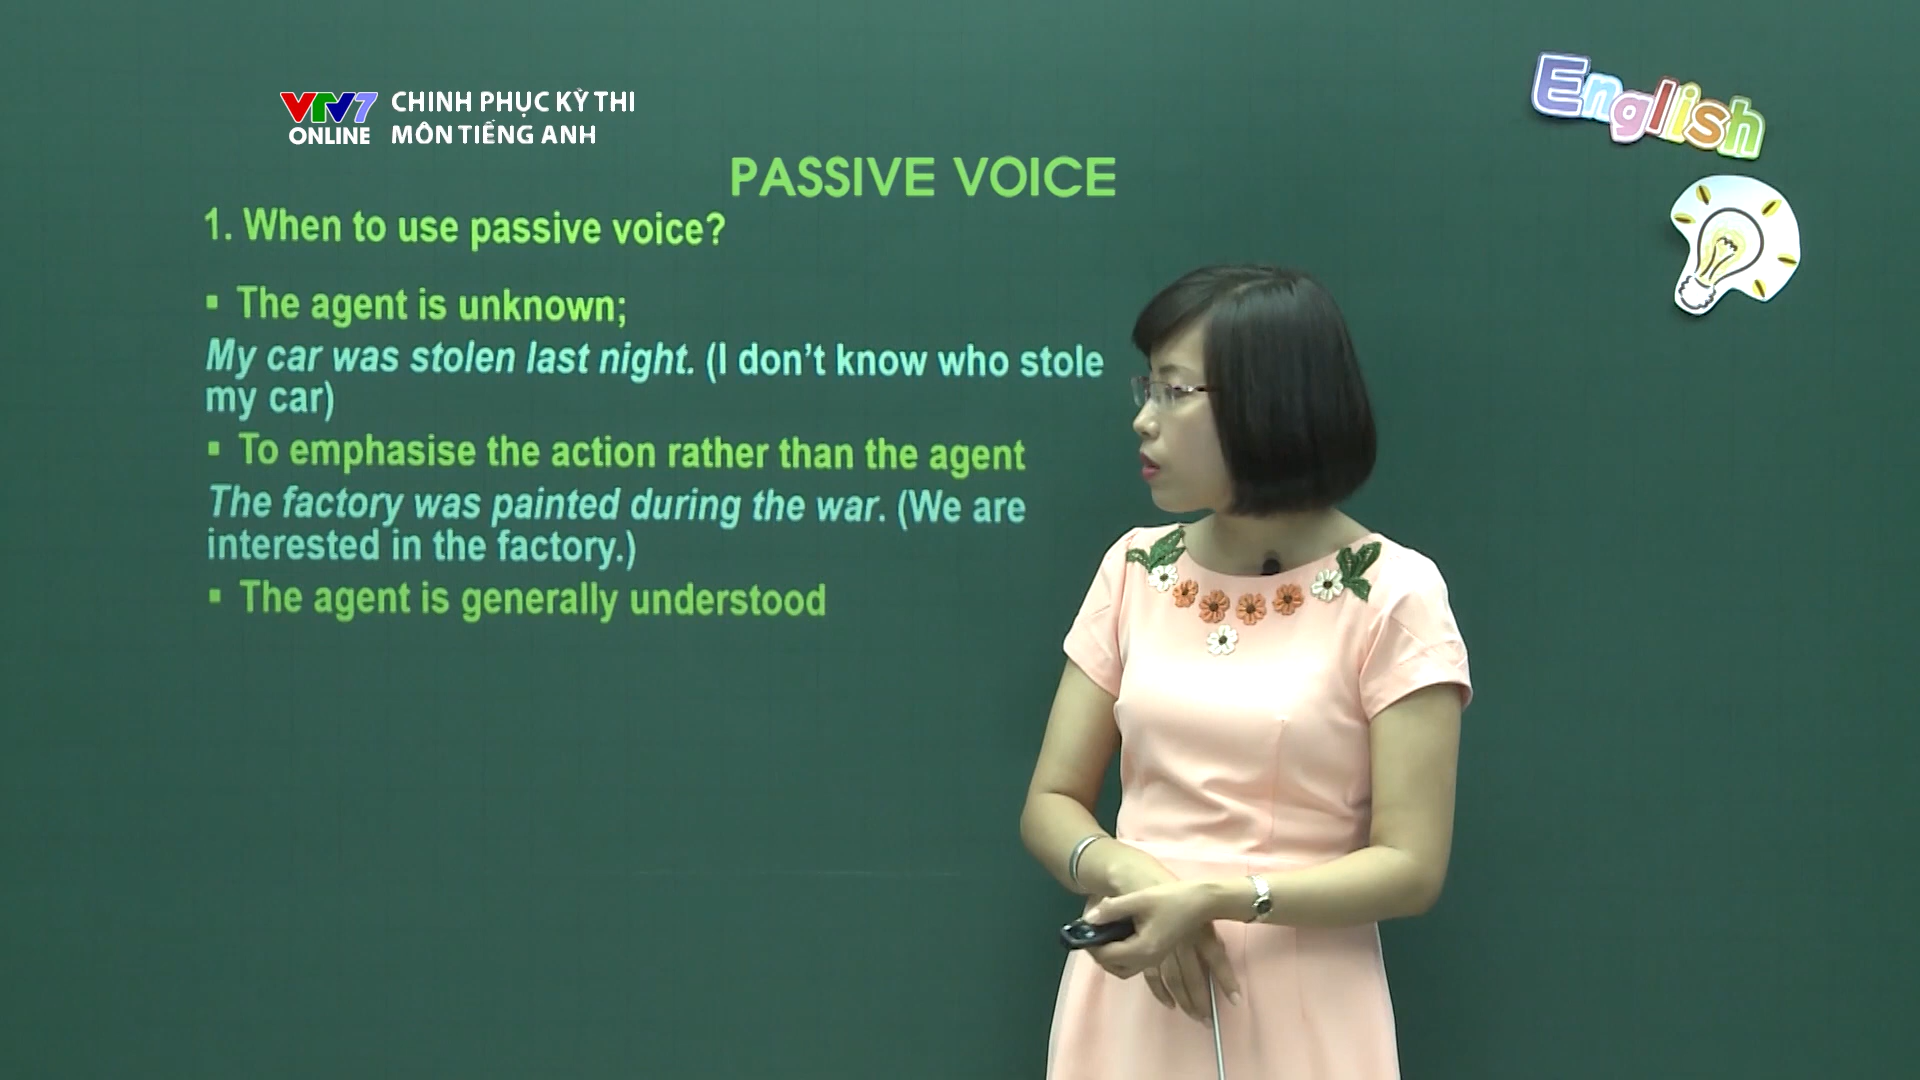 VTV7
ONLINE
CHINH PHỤC KỲ THI
MÔN TIẾNG ANH
English
PASSIVE VOICE
1. When to use passive voice?
▪ The agent is unknown;
My car was stolen last night. (I don't know who stole
my car)
▪ To emphasise the action rather than the agent
The factory was painted during the war. (We are
interested in the factory.)
▪ The agent is generally understood